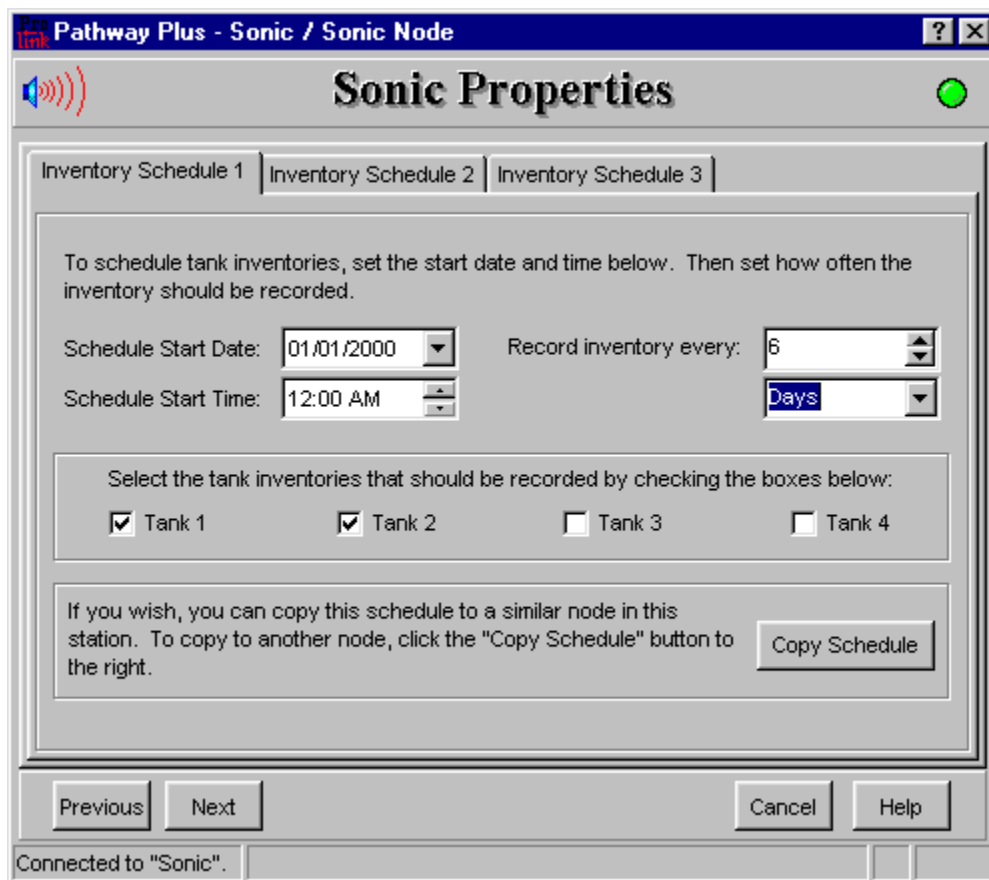 Pro
link
Pathway Plus - Sonic / Sonic Node
?
Sonic Properties
Inventory Schedule 1
Inventory Schedule 2
Inventory Schedule 3
To schedule tank inventories, set the start date and time below.  Then set how often the
inventory should be recorded.
Schedule Start Date: 01/01/2000
Record inventory every: 6
Schedule Start Time: 12:00 AM
Days
Select the tank inventories that should be recorded by checking the boxes below:
Tank 1
Tank 2
Tank 3
Tank 4
If you wish, you can copy this schedule to a similar node in this
station.  To copy to another node, click the "Copy Schedule" button to
the right.
Copy Schedule
Previous
Next
Cancel
Help
Connected to "Sonic".